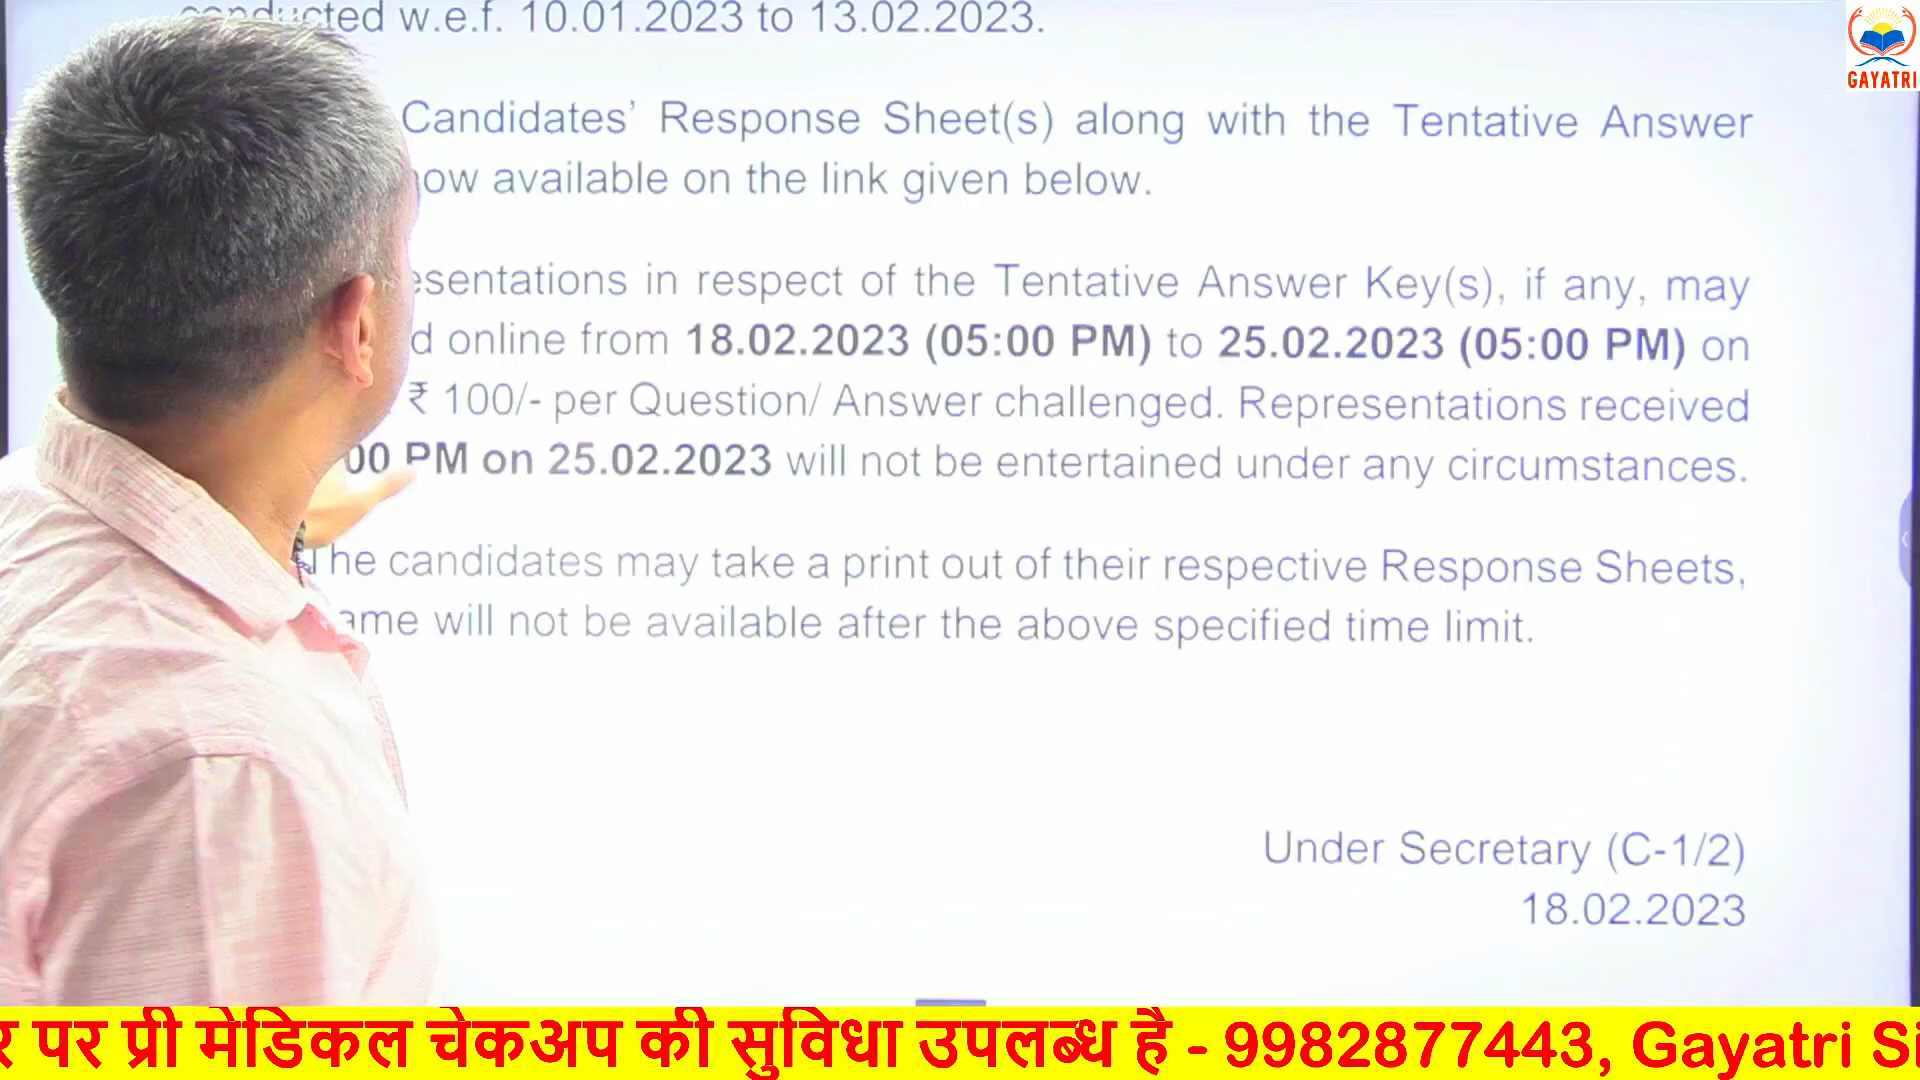 conducted w.e.f. 10.01.2023 to 13.02.2023.
GAYATRI
Candidates’ Response Sheet(s) along with the Tentative Answer
available on the link given below.
in respect of the Tentative Answer Key(s), if any, may
online from 18.02.2023 (05:00 PM) to 25.02.2023 (05:00 PM) on
₹ 100/- per Question/ Answer challenged. Representations received
00 PM on 25.02.2023 will not be entertained under any circumstances.
The candidates may take a print out of their respective Response Sheets,
will not be available after the above specified time limit.
Under Secretary (C-1/2)
18.02.2023
पर प्री मेडिकल चेकअप की सुविधा उपलब्ध है - 9982877443, Gayatri